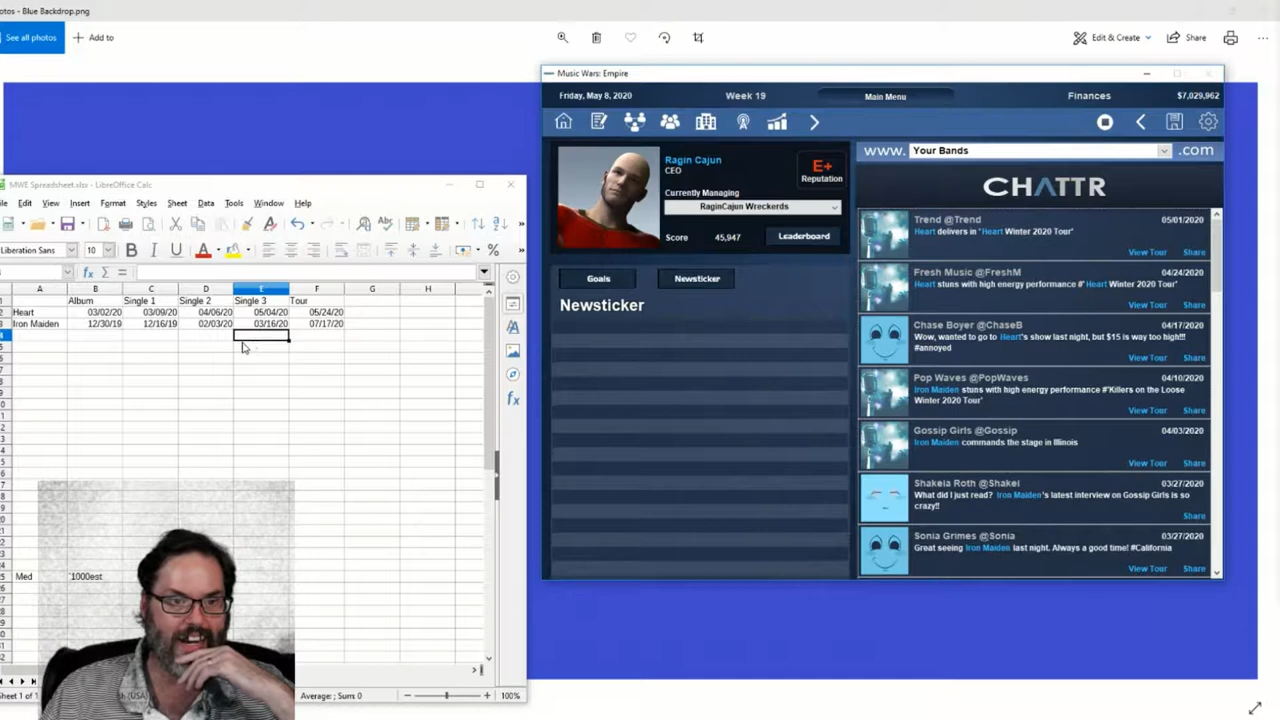 otos - Blue Backdrop.png
See all photos
Add to
Edit & Create
Share
MWE Spreadsheet.xlsx - LibreOffice Calc
File Edit View Insert Format Styles Sheet Data Tools Window Help
Liberation Sans 10
A B C D E F G H
Album Single 1 Single 2 Single 3 Tour
Heart 03/02/20 03/09/20 04/06/20 05/04/20 05/24/20
Iron Maiden 12/30/19 12/16/19 02/03/20 03/16/20 07/17/20
Med `1000est
Sheet 1 of 1
(USA)
Average: ; Sum: 0
100%
Music Wars: Empire
Friday, May 8, 2020 Week 19 Main Menu Finances $7,029,962
Ragin Cajun
CEO
E+
Reputation
Currently Managing
RaginCajun Wreckerds
Score 45,947 Leaderboard
Goals Newsticker
Newsticker
www. Your Bands .com
CHATTR
Trend @Trend 05/01/2020
Heart delivers in ' Heart Winter 2020 Tour'
View Tour Share
Fresh Music @FreshM 04/24/2020
Heart stuns with high energy performance #' Heart Winter 2020 Tour'
View Tour Share
Chase Boyer @ChaseB 04/17/2020
Wow, wanted to go to Heart's show last night, but $15 is way too high!!!
#annoyed
View Tour Share
Pop Waves @PopWaves 04/10/2020
Iron Maiden stuns with high energy performance #'Killers on the Loose
Winter 2020 Tour'
View Tour Share
Gossip Girls @Gossip 04/03/2020
Iron Maiden commands the stage in Illinois
View Tour Share
Shakela Roth @Shakel 03/27/2020
What did I just read? Iron Maiden's latest interview on Gossip Girls is so
crazy!!
Share
Sonia Grimes @Sonia 03/27/2020
Great seeing Iron Maiden last night. Always a good time! #California
View Tour Share